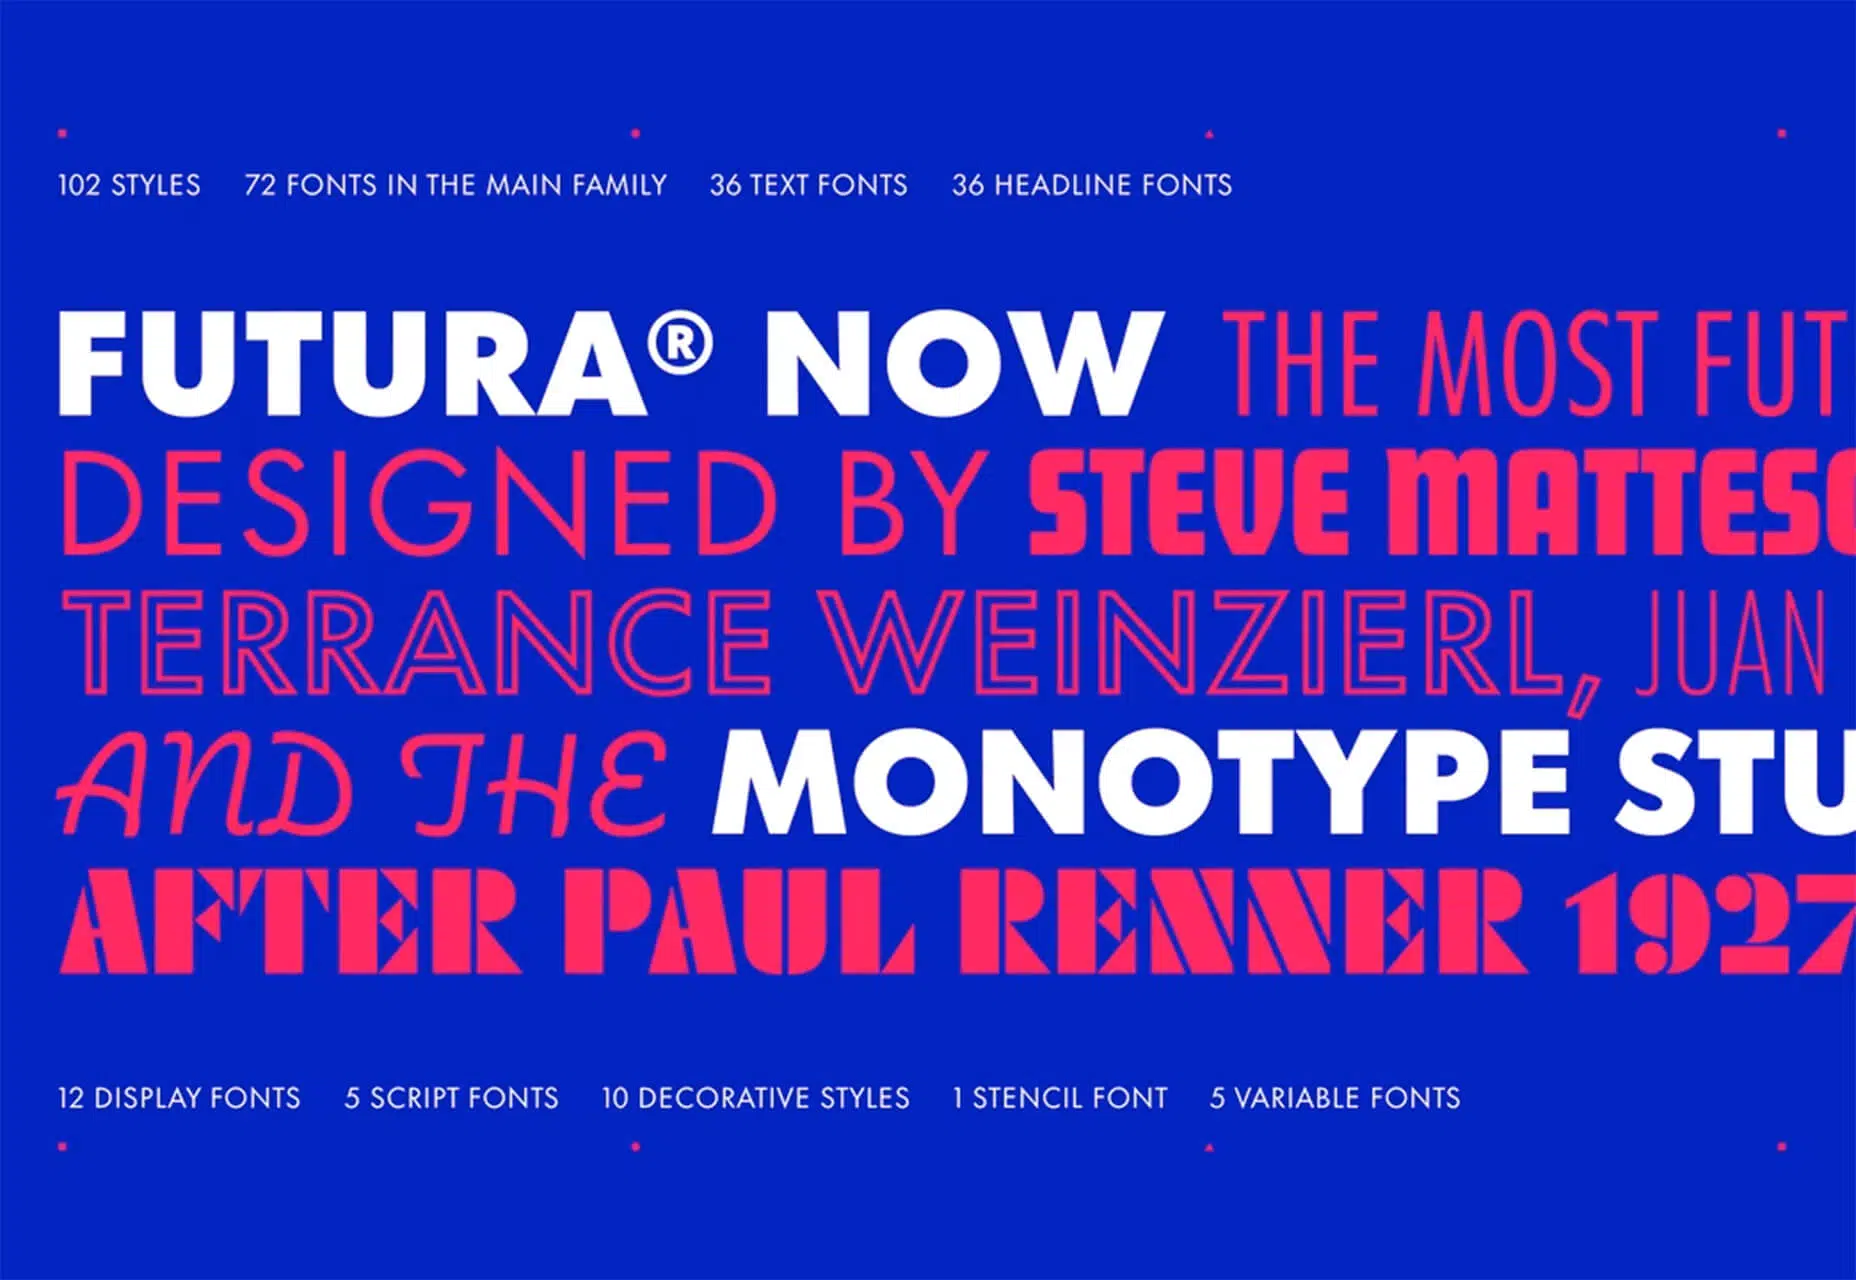 102 STYLES 72 FONTS IN THE MAIN FAMILY 36 TEXT FONTS 36 HEADLINE FONTS
FUTURA® NOW THE MOST FUT
DESIGNED BY STEVE MATTESO
TERRANCE WEINZIERL, JUAN
AND THE MONOTYPE STU
AFTER PAUL RENNER 1927
12 DISPLAY FONTS 5 SCRIPT FONTS 10 DECORATIVE STYLES 1 STENCIL FONT 5 VARIABLE FONTS